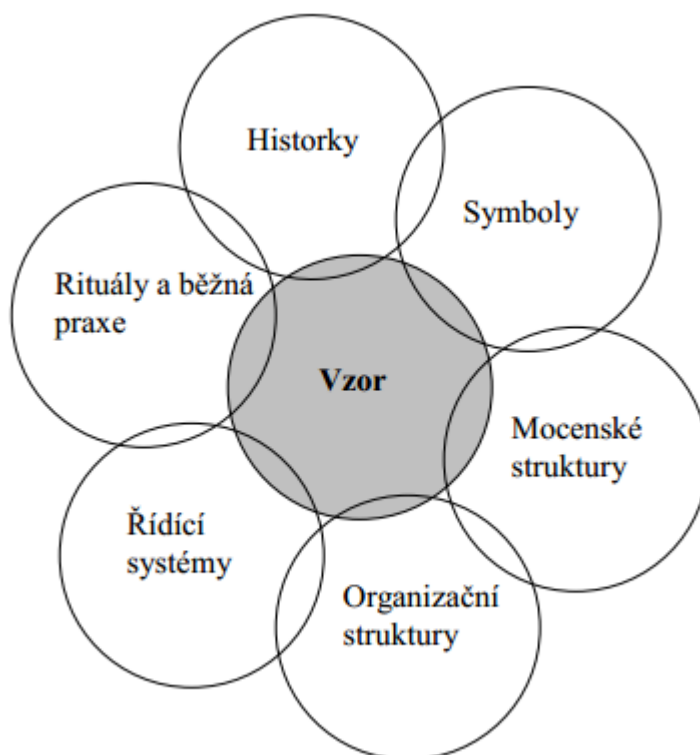 Historky
Symboly
Rituály a běžná
praxe
Vzor
Mocenské
struktury
Řídící
systémy
Organizační
struktury